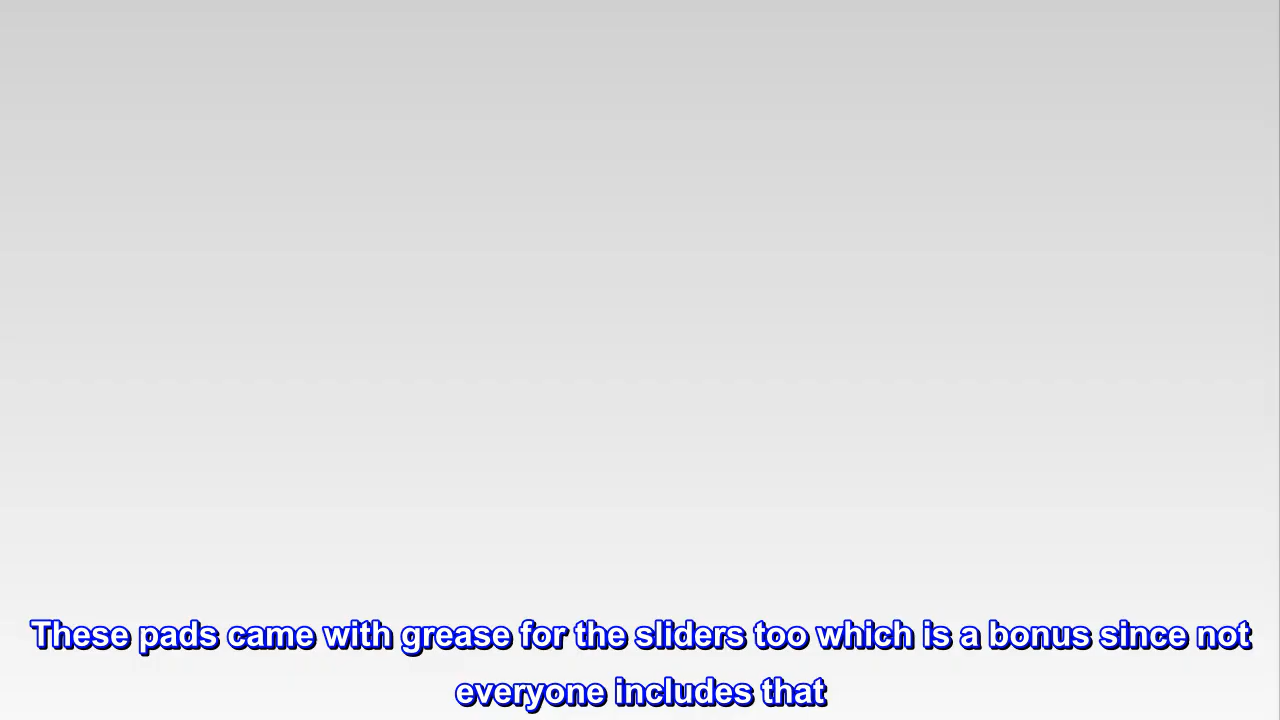 These pads came with grease for the sliders too which is a bonus since not
everyone includes that